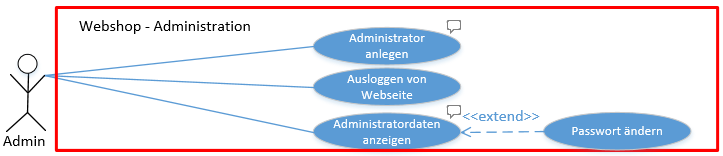 Webshop - Administration
Administrator
anlegen
Ausloggen von
Webseite
Administratordaten
anzeigen
<<extend>>
Passwort ändern
Admin